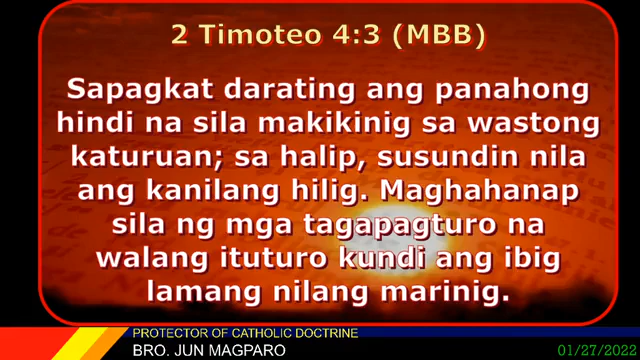 2 Timoteo 4:3 (MBB)
Sapagkat darating ang panahong
hindi na sila makikinig sa wastong
katuruan; sa halip, susundin nila
ang kanilang hilig. Maghahanap
sila ng mga tagapagturo na
walang ituturo kundi ang ibig
lamang nilang marinig.
PROTECTOR OF CATHOLIC DOCTRINE
BRO. JUN MAGPARO
01/27/2022